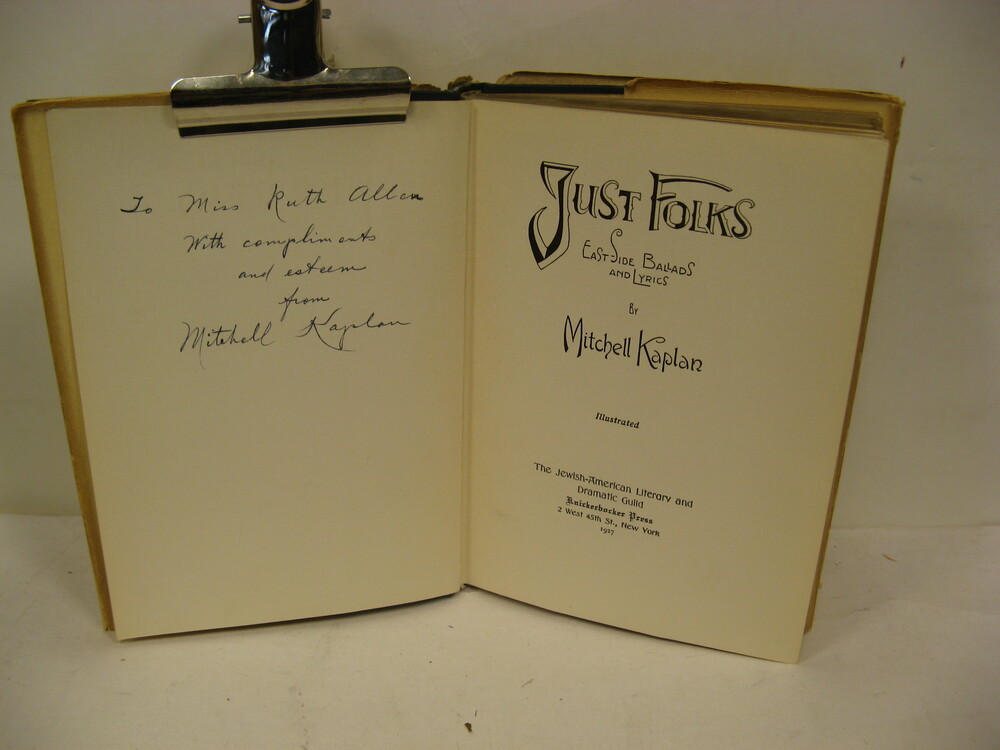 To Miss Ruth Allen
With compliments
and esteem
from
Mitchell Kaplan
JUST FOLKS
EAST-SIDE BALLADS
AND LYRICS
BY
Mitchell Kaplan
Illustrated
The Jewish-American Literary and
Dramatic Guild
Knickerbocker Press
2 West 45th St., New York
1927